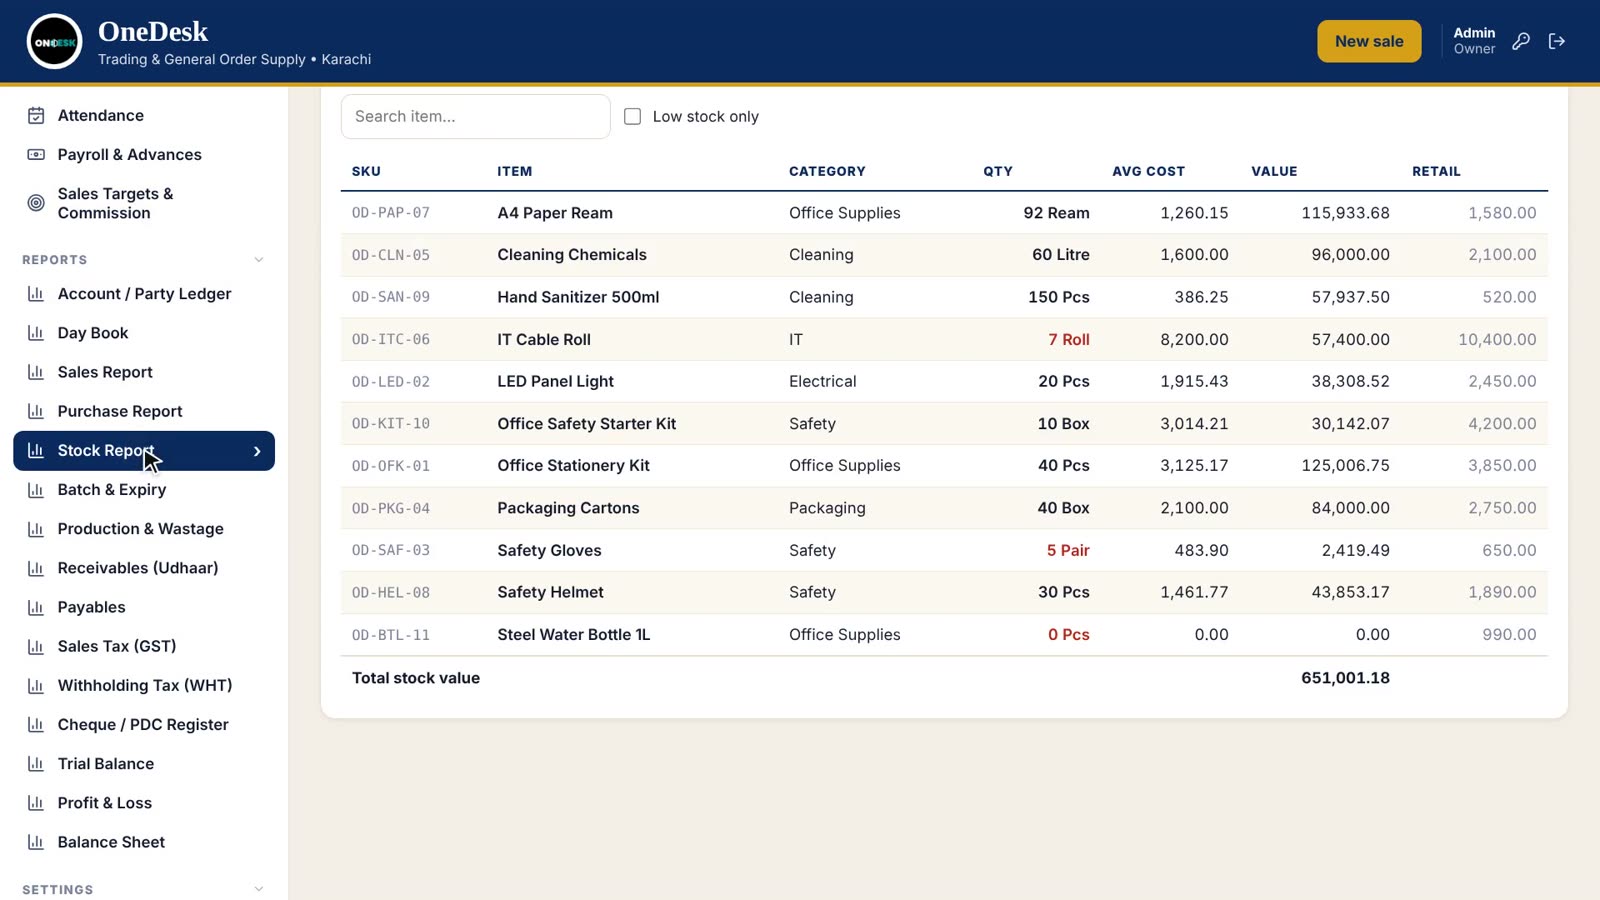 ONEDESK
OneDesk
Trading & General Order Supply • Karachi
New sale
Admin
Owner
Attendance
Payroll & Advances
Sales Targets &
Commission
REPORTS
Account / Party Ledger
Day Book
Sales Report
Purchase Report
Stock Report
Batch & Expiry
Production & Wastage
Receivables (Udhaar)
Payables
Sales Tax (GST)
Withholding Tax (WHT)
Cheque / PDC Register
Trial Balance
Profit & Loss
Balance Sheet
SETTINGS
Search item...
Low stock only
SKU ITEM CATEGORY QTY AVG COST VALUE RETAIL
OD-PAP-07 A4 Paper Ream Office Supplies 92 Ream 1,260.15 115,933.68 1,580.00
OD-CLN-05 Cleaning Chemicals Cleaning 60 Litre 1,600.00 96,000.00 2,100.00
OD-SAN-09 Hand Sanitizer 500ml Cleaning 150 Pcs 386.25 57,937.50 520.00
OD-ITC-06 IT Cable Roll IT 7 Roll 8,200.00 57,400.00 10,400.00
OD-LED-02 LED Panel Light Electrical 20 Pcs 1,915.43 38,308.52 2,450.00
OD-KIT-10 Office Safety Starter Kit Safety 10 Box 3,014.21 30,142.07 4,200.00
OD-OFK-01 Office Stationery Kit Office Supplies 40 Pcs 3,125.17 125,006.75 3,850.00
OD-PKG-04 Packaging Cartons Packaging 40 Box 2,100.00 84,000.00 2,750.00
OD-SAF-03 Safety Gloves Safety 5 Pair 483.90 2,419.49 650.00
OD-HEL-08 Safety Helmet Safety 30 Pcs 1,461.77 43,853.17 1,890.00
OD-BTL-11 Steel Water Bottle 1L Office Supplies 0 Pcs 0.00 0.00 990.00
Total stock value 651,001.18